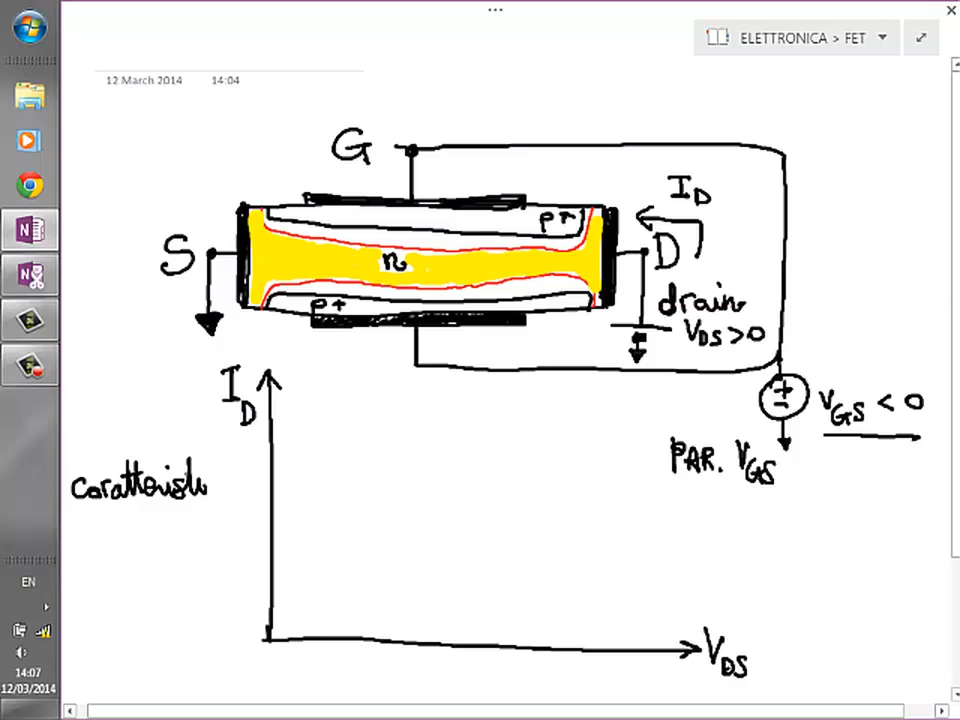 ELETTRONICA > FET
12 March 2014 14:04
G
I_D
p+
S
n
D
p+
drain
V_DS > 0
I_D
+
-
V_GS < 0
PAR. V_GS
V_DS
EN
14:07
12/03/2014